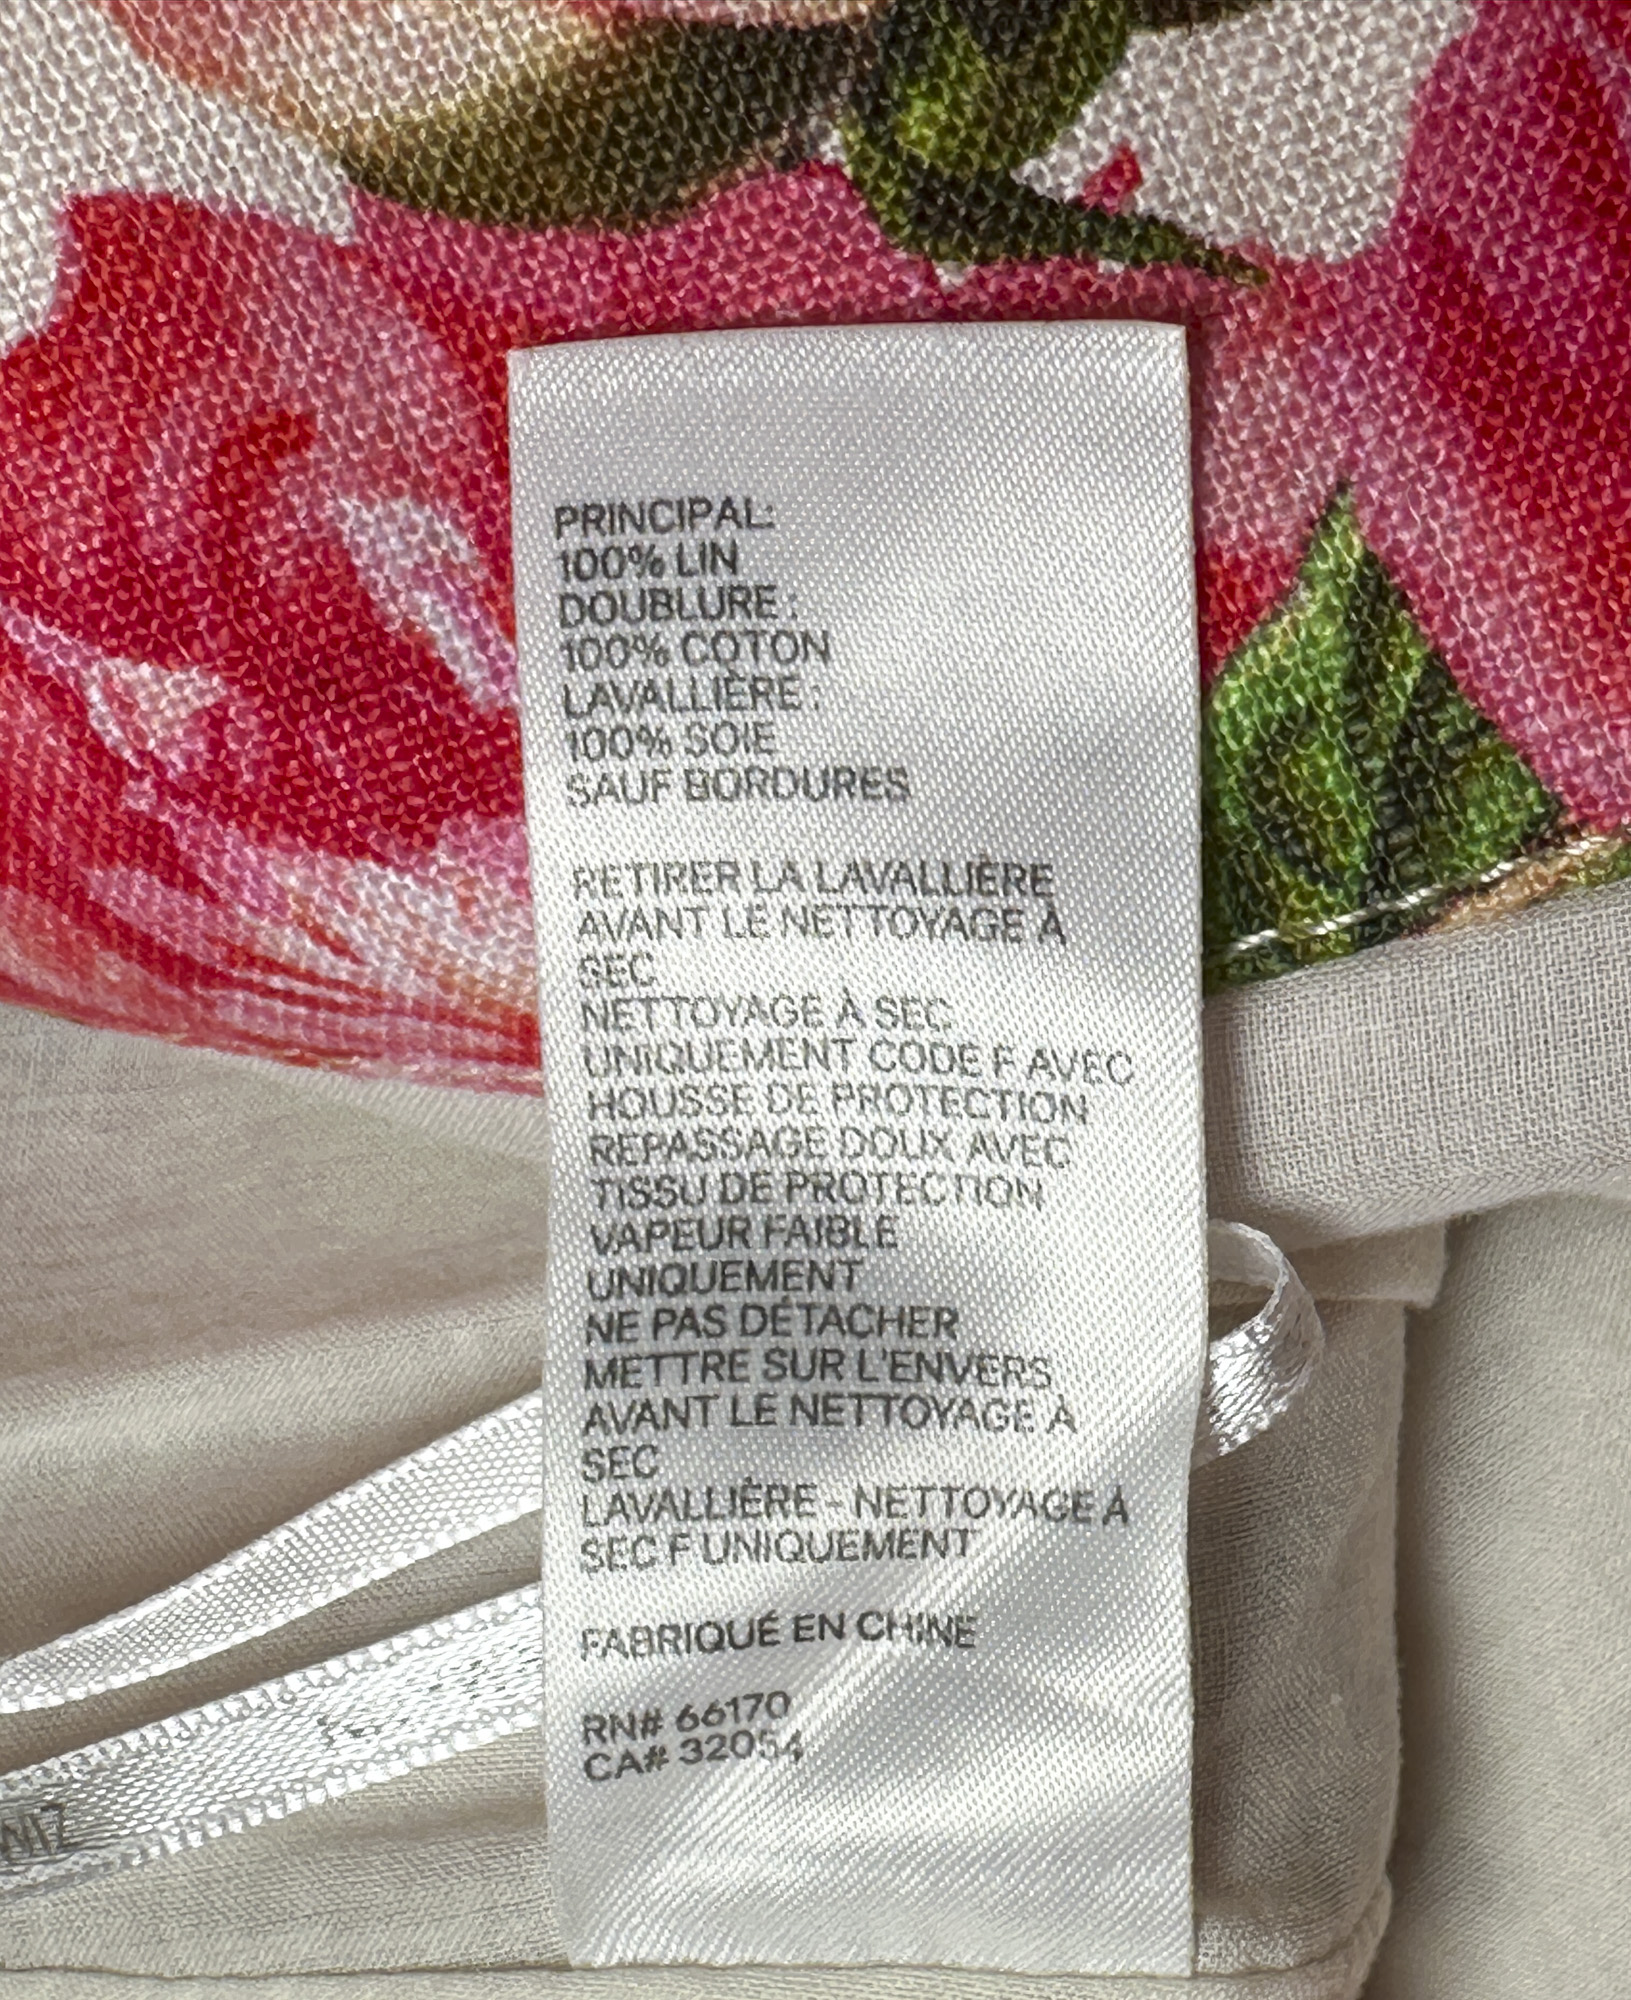 PRINCIPAL:
100% LIN
DOUBLURE :
100% COTON
LAVALLIÈRE :
100% SOIE
SAUF BORDURES
RETIRER LA LAVALLIÈRE
AVANT LE NETTOYAGE À
SEC
NETTOYAGE À SEC
UNIQUEMENT CODE F AVEC
HOUSSE DE PROTECTION
REPASSAGE DOUX AVEC
TISSU DE PROTECTION
VAPEUR FAIBLE
UNIQUEMENT
NE PAS DÉTACHER
METTRE SUR L'ENVERS
AVANT LE NETTOYAGE À
SEC
LAVALLIÈRE - NETTOYAGE À
SEC F UNIQUEMENT
FABRIQUÉ EN CHINE
RN# 66170
CA# 32054